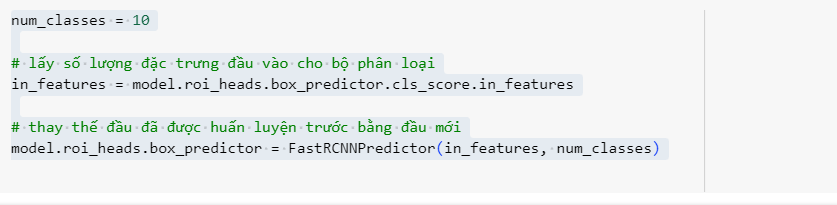 num_classes = 10
# lấy số lượng đặc trưng đầu vào cho bộ phân loại
in_features = model.roi_heads.box_predictor.cls_score.in_features
# thay thế đầu đã được huấn luyện trước bằng đầu mới
model.roi_heads.box_predictor = FastRCNNPredictor(in_features, num_classes)